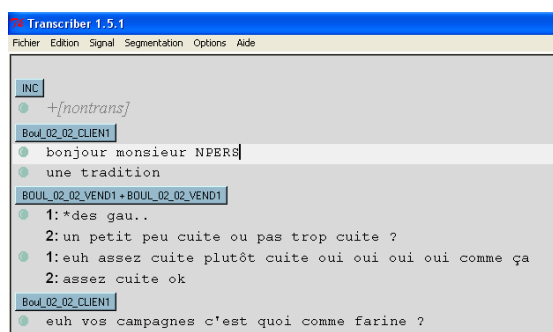 Transcriber 1.5.1
Fichier Edition Signal Segmentation Options Aide
INC
+[nontrans]
Boul_02_02_CLIEN1
bonjour monsieur NPERS
une tradition
BOUL_02_02_VEND1 + BOUL_02_02_VEND1
1: *des gau..
2: un petit peu cuite ou pas trop cuite ?
1: euh assez cuite plutôt cuite oui oui oui oui comme ça
2: assez cuite ok
Boul_02_02_CLIEN1
euh vos campagnes c'est quoi comme farine ?